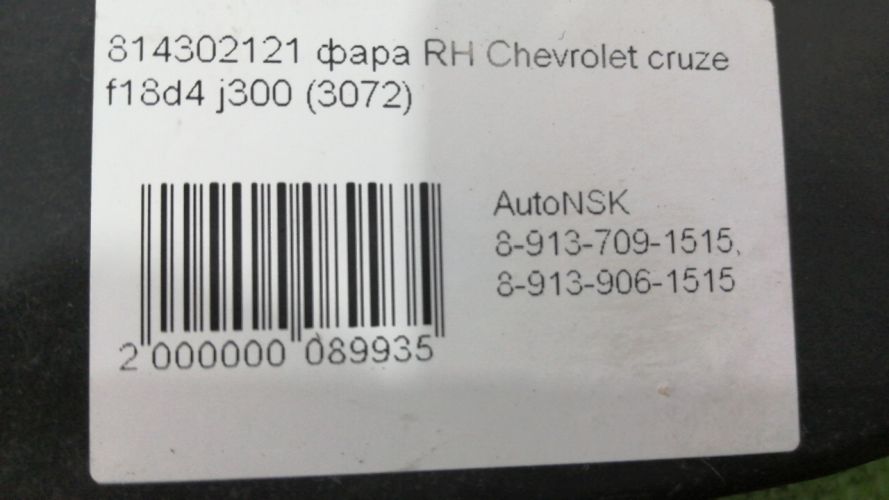 814302121 фара RH Chevrolet cruze
f18d4 j300 (3072)
AutoNSK
8-913-709-1515,
8-913-906-1515
2 000000 089935